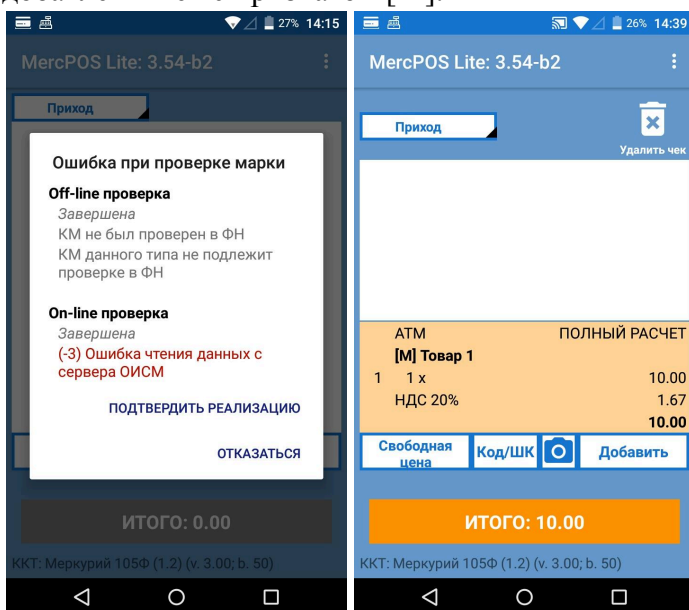 27% 14:15
MercPOS Lite: 3.54-b2
Приход
Ошибка при проверке марки
Off-line проверка
Завершена
КМ не был проверен в ФН
КМ данного типа не подлежит
проверке в ФН
On-line проверка
Завершена
(-3) Ошибка чтения данных с
сервера ОИСМ
ПОДТВЕРДИТЬ РЕАЛИЗАЦИЮ
ОТКАЗАТЬСЯ
ИТОГО: 0.00
ККТ: Меркурий 105Ф (1.2) (v. 3.00; b. 50)
26% 14:39
MercPOS Lite: 3.54-b2
Приход
Удалить чек
АТМ ПОЛНЫЙ РАСЧЕТ
[М] Товар 1
1 1 x 10.00
НДС 20% 1.67
10.00
Свободная
цена
Код/ШК
Добавить
ИТОГО: 10.00
ККТ: Меркурий 105Ф (1.2) (v. 3.00; b. 50)